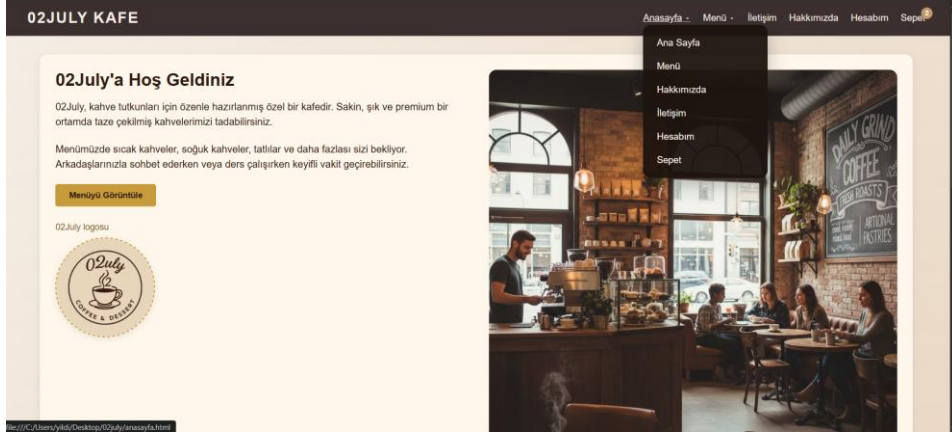 02JULY KAFE
Anasayfa - Menü - İletişim Hakkımızda Hesabım Sepet
Ana Sayfa
Menü
Hakkımızda
İletişim
Hesabım
Sepet
02July'a Hoş Geldiniz
02July, kahve tutkunları için özenle hazırlanmış özel bir kafedir. Sakin, şık ve premium bir
ortamda taze çekilmiş kahvelerimizi tadabilirsiniz.
Menümüzde sıcak kahveler, soğuk kahveler, tatlılar ve daha fazlası sizi bekliyor.
Arkadaşlarınızla sohbet ederken veya ders çalışırken keyifli vakit geçirebilirsiniz.
Menüyü Görüntüle
02July logosu
02uly
COFFEE & DESSERT
DAILY GRIND
COFFEE
FRESH ROASTS
ARTIONAL
PASTRIES
file:///C:/Users/yildi/Desktop/02july/anasayfa.html